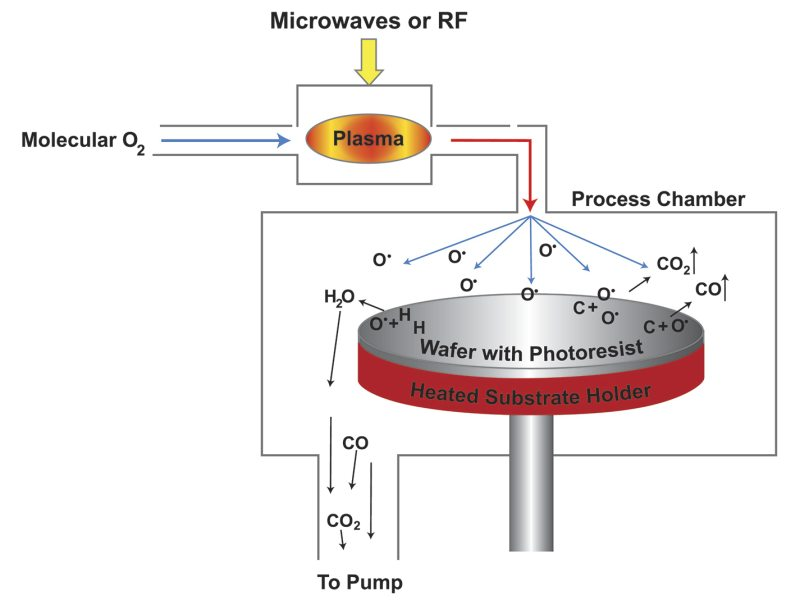 Microwaves or RF
Molecular O₂
Plasma
Process Chamber
O•
O•
O•
O•
O•
CO₂
CO
H₂O
O•+
H
H
C+
O•
O•
C+O•
Wafer with Photoresist
Heated Substrate Holder
CO
CO₂
To Pump